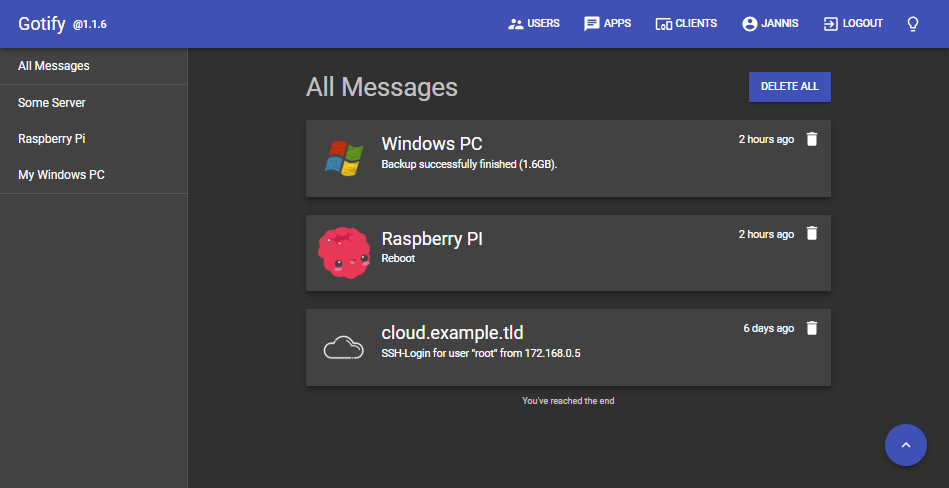 Gotify @1.1.6
USERS APPS CLIENTS JANNIS LOGOUT
All Messages
Some Server
Raspberry Pi
My Windows PC
All Messages DELETE ALL
Windows PC 2 hours ago
Backup successfully finished (1.6GB).
Raspberry PI 2 hours ago
Reboot
cloud.example.tld 6 days ago
SSH-Login for user "root" from 172.168.0.5
You've reached the end